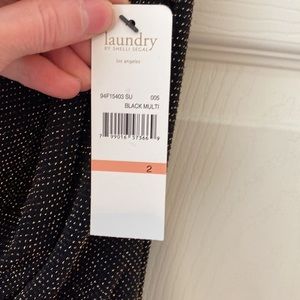 laundry
BY SHELLI SEGAL
los angeles
94F15403 SU 005
BLACK MULTI
2